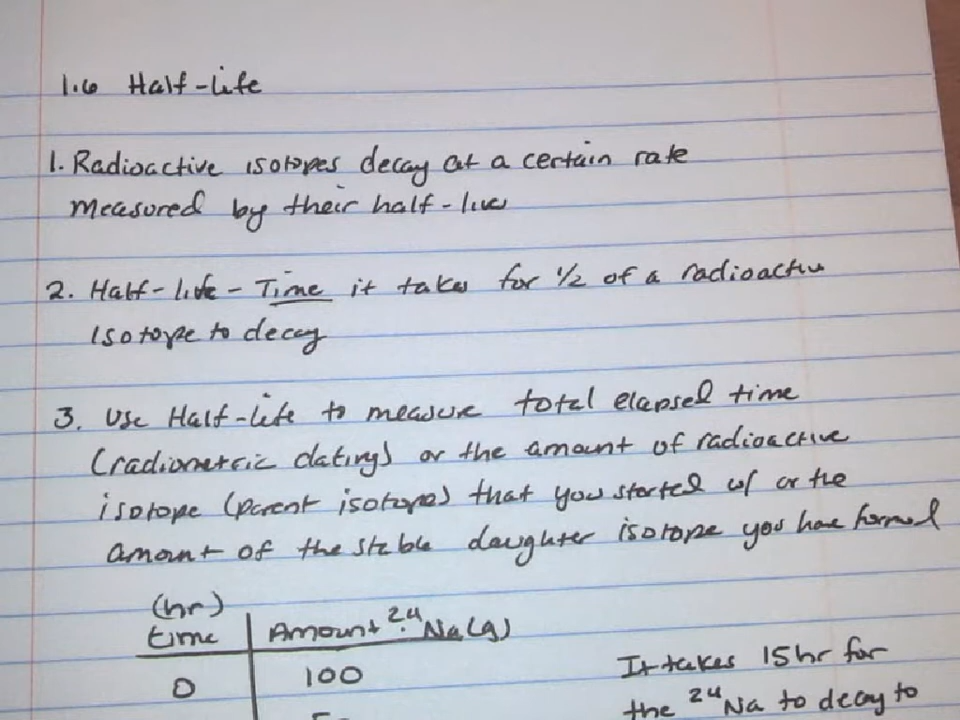 1.6 Half-life
1. Radioactive isotopes decay at a certain rate
measured by their half-live
2. Half-life - Time it takes for 1/2 of a radioactive
isotope to decay
3. Use Half-life to measure total elapsed time
(radiometric dating) or the amount of radioactive
isotope (parent isotope) that you started w/ or the
amount of the stable daughter isotope you have formed
(hr)
time Amount ²⁴Na(g)
0 100
It takes 15hr for
the ²⁴Na to decay to